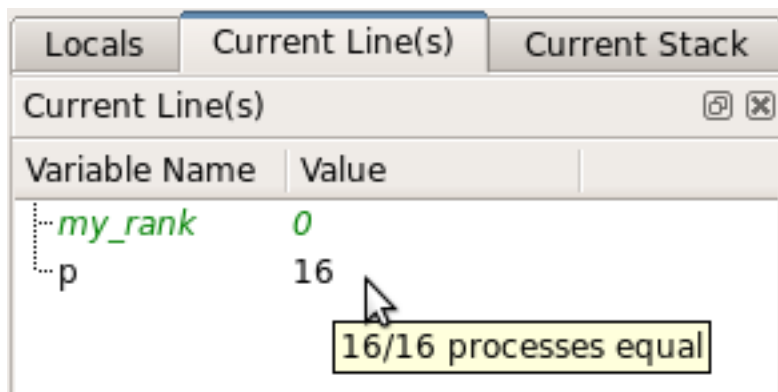 Locals Current Line(s) Current Stack
Current Line(s)
Variable Name Value
my_rank 0
p 16
16/16 processes equal